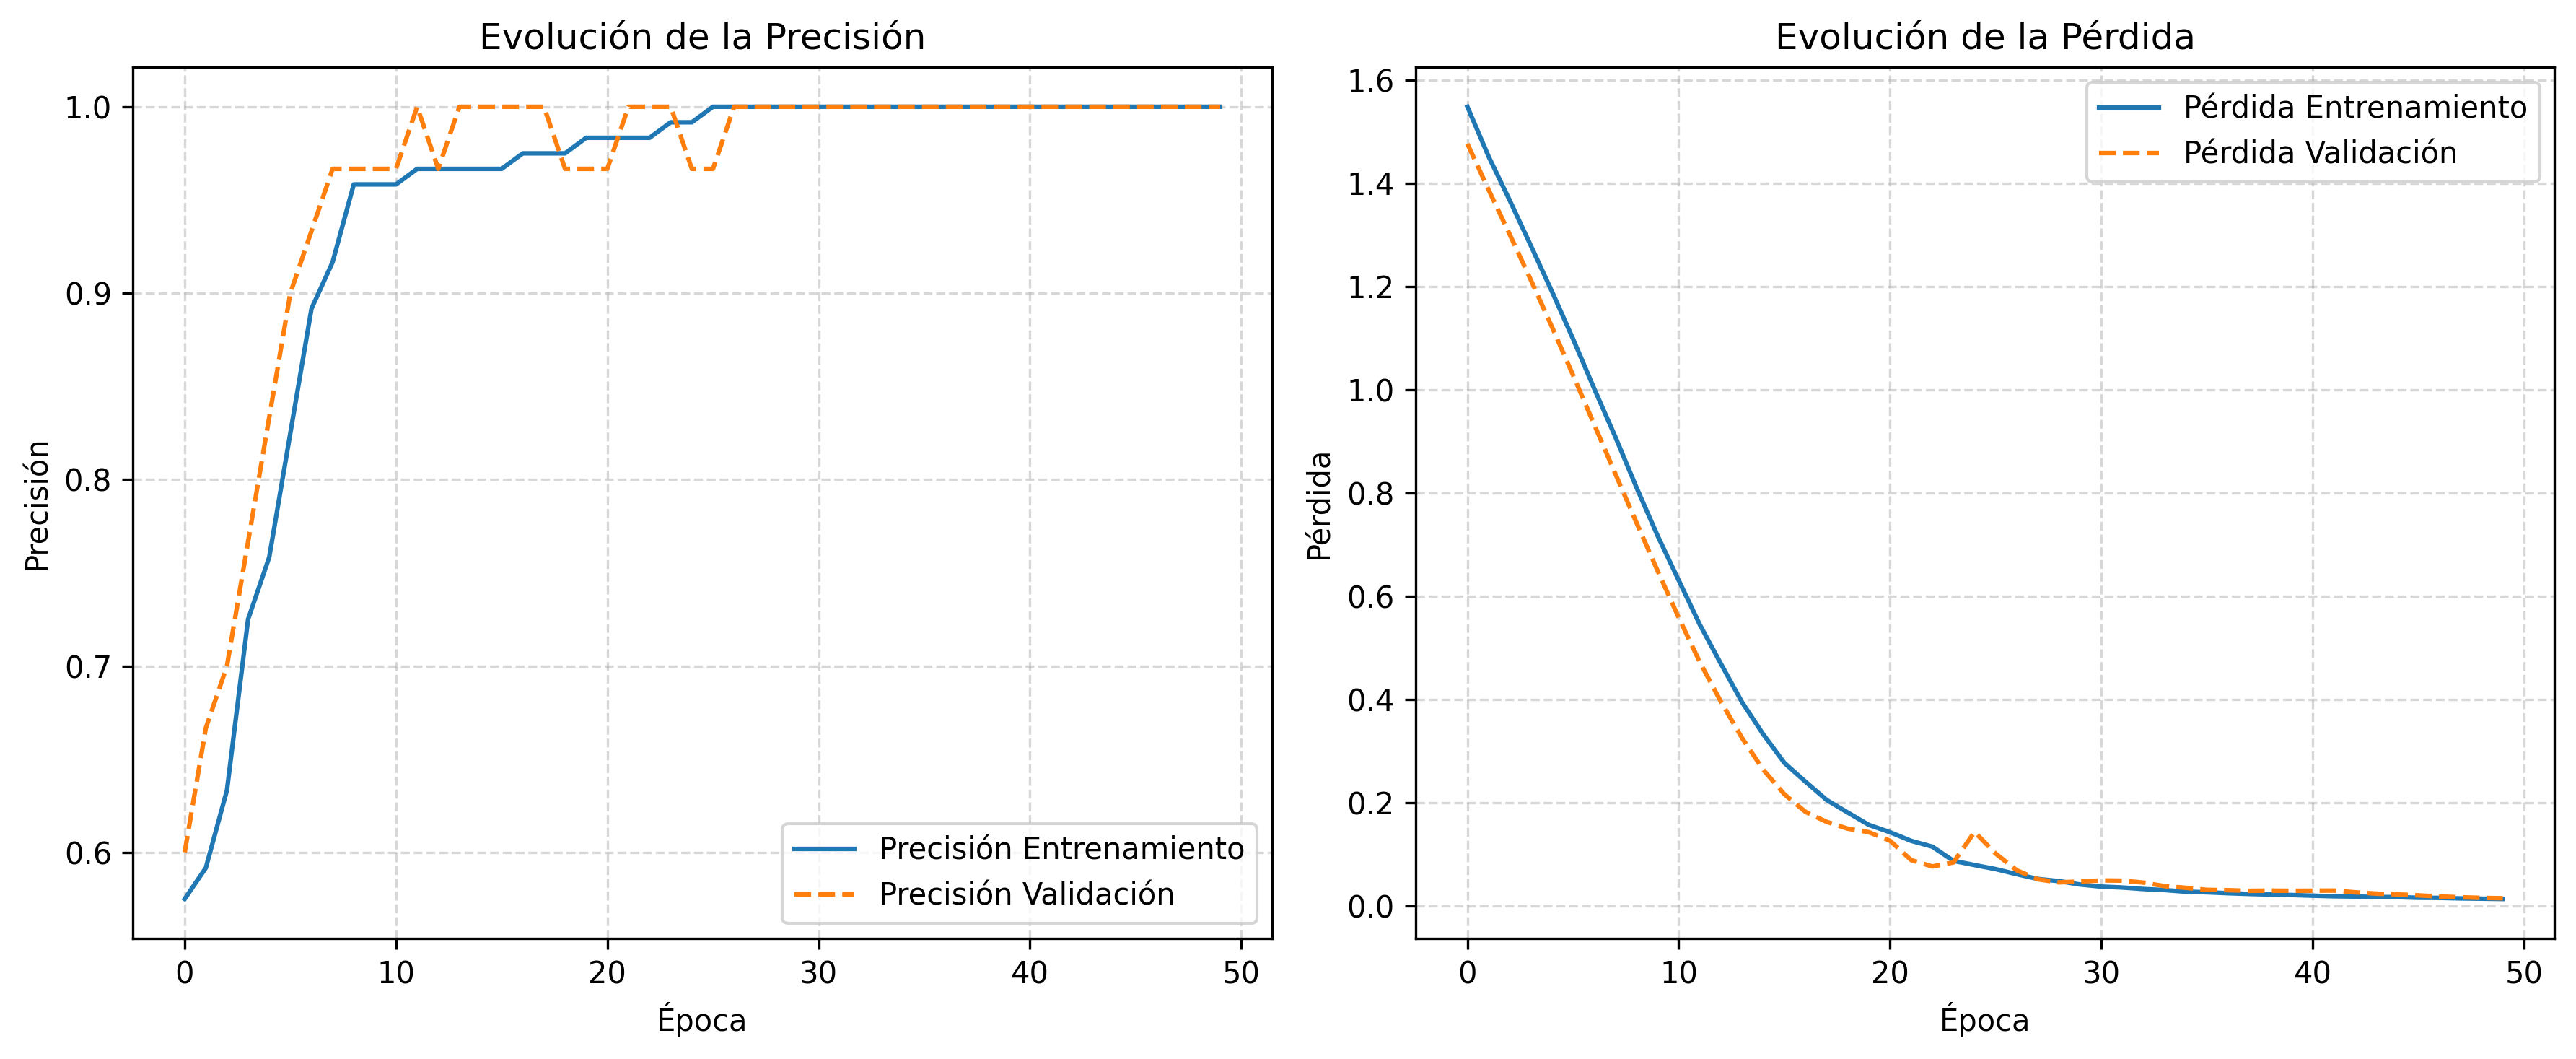 Evolución de la Precisión
1.0
0.9
0.8
0.7
0.6
Precisión
0 10 20 30 40 50
Época
Precisión Entrenamiento
Precisión Validación
Evolución de la Pérdida
1.6
1.4
1.2
1.0
0.8
0.6
0.4
0.2
0.0
Pérdida
0 10 20 30 40 50
Época
Pérdida Entrenamiento
Pérdida Validación